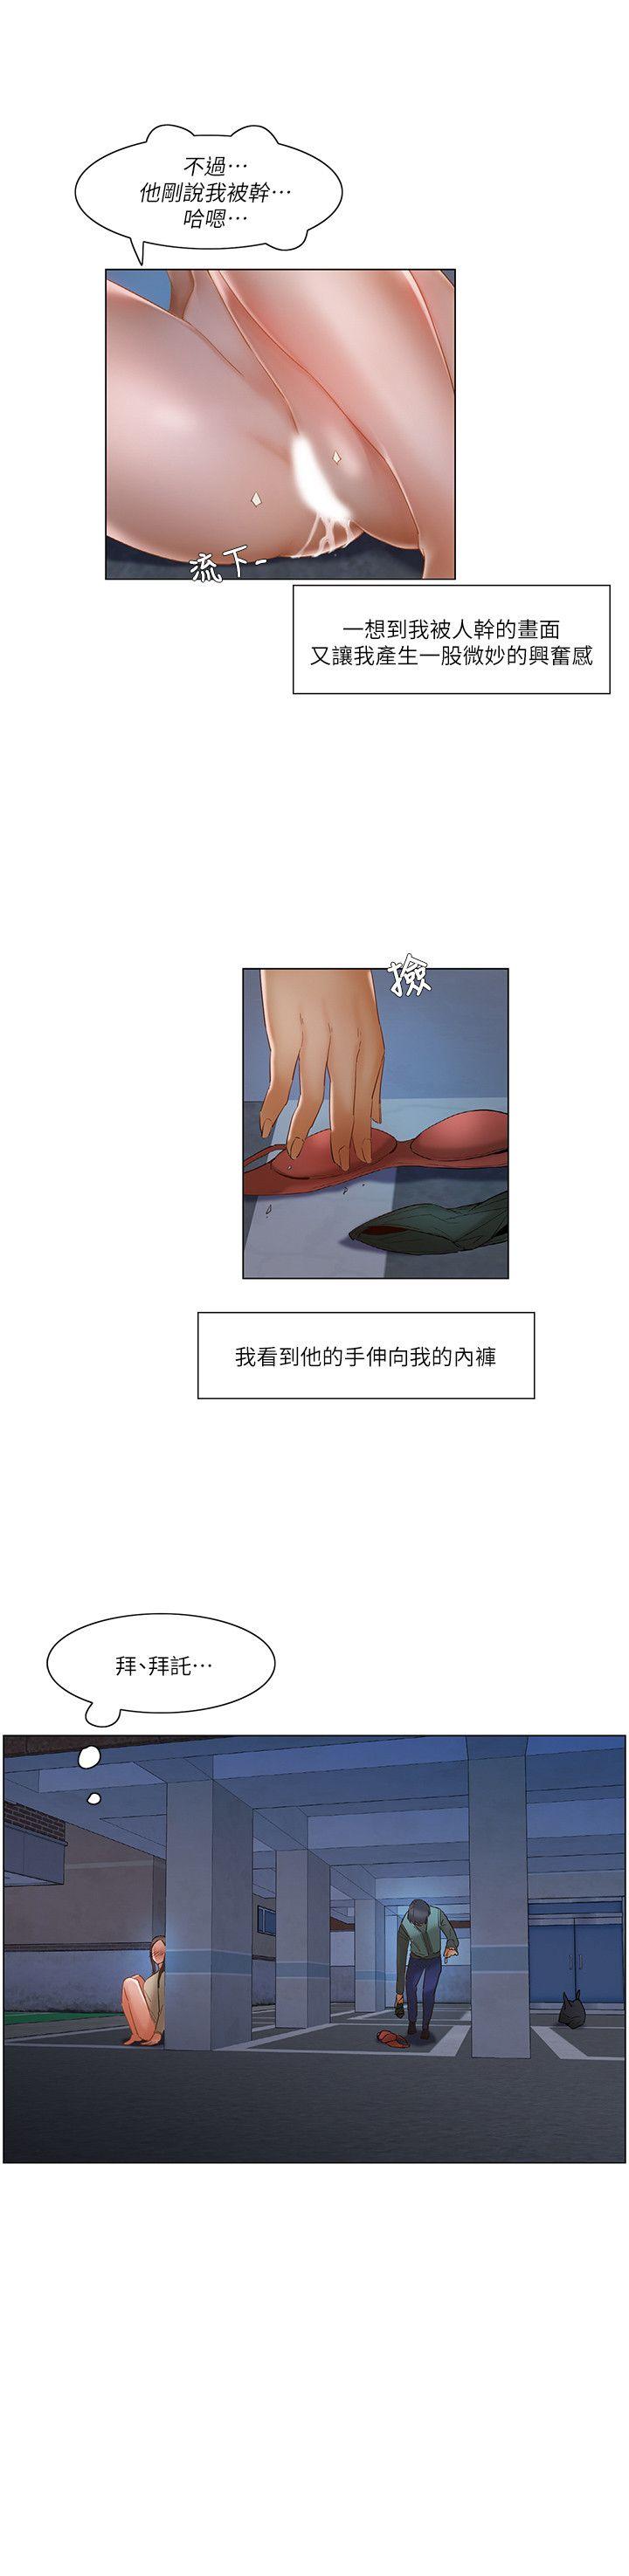 不過…
他剛說我被幹…
哈嗯…
流下~
一想到我被人幹的畫面
又讓我產生一股微妙的興奮感
撿
我看到他的手伸向我的內褲
拜、拜託…